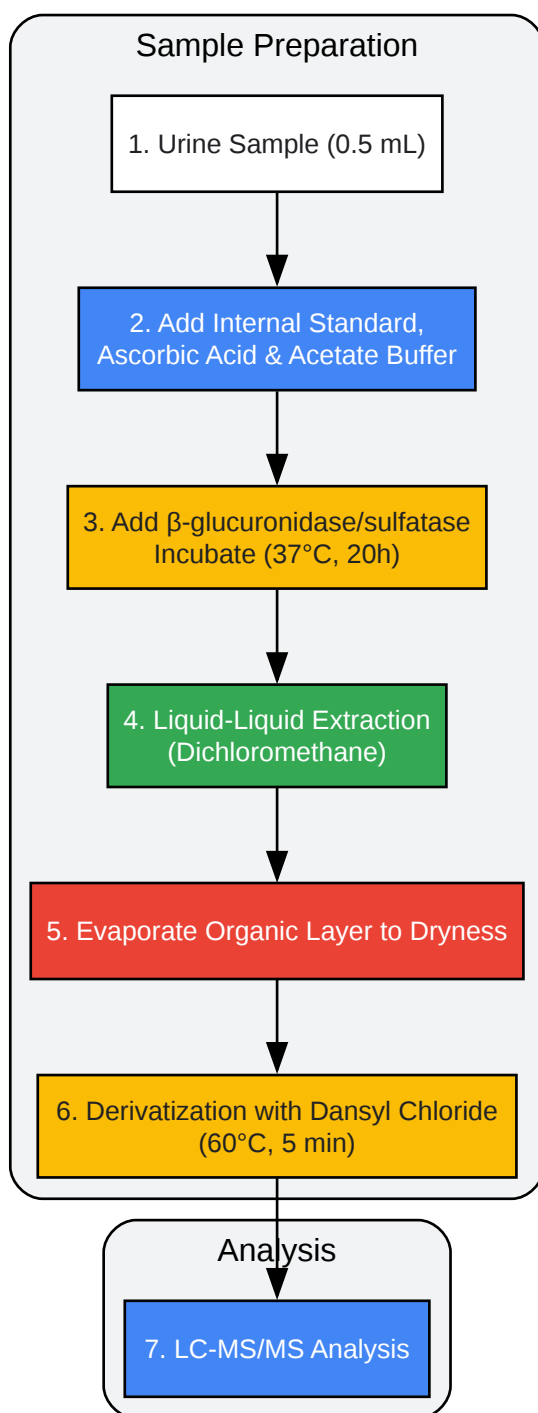 Sample Preparation
1. Urine Sample (0.5 mL)
2. Add Internal Standard,
Ascorbic Acid & Acetate Buffer
3. Add β-glucuronidase/sulfatase
Incubate (37°C, 20h)
4. Liquid-Liquid Extraction
(Dichloromethane)
5. Evaporate Organic Layer to Dryness
6. Derivatization with Dansyl Chloride
(60°C, 5 min)
Analysis
7. LC-MS/MS Analysis